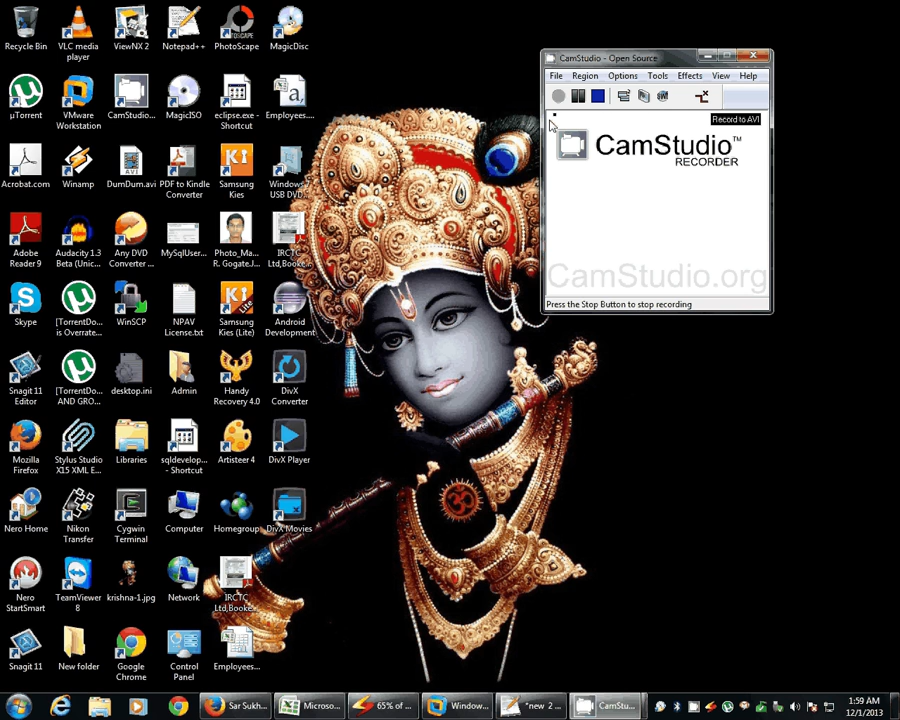 Recycle Bin
VLC media
player
ViewNX 2
Notepad++
PhotoScape
MagicDisc
µTorrent
VMware
Workstation
CamStudio...
MagicISO
eclipse.exe -
Shortcut
Employees....
Acrobat.com
Winamp
DumDum.avi
PDF to Kindle
Converter
Samsung
Kies
Windows
USB DVD...
Adobe
Reader 9
Audacity 1.3
Beta (Unic...
Any DVD
Converter ...
MySqlUser...
Photo_Ma...
R. Gogate.J...
IRCTC
Ltd,Booke...
Skype
[TorrentDo...
is Overrate...
WinSCP
NPAV
License.txt
Samsung
Kies (Lite)
Android
Development
Snagit 11
Editor
[TorrentDo...
AND GRO...
desktop.ini
Admin
Handy
Recovery 4.0
DivX
Converter
Mozilla
Firefox
Stylus Studio
X15 XML E...
Libraries
sqldevelop...
- Shortcut
Artisteer 4
DivX Player
Nero Home
Nikon
Transfer
Cygwin
Terminal
Computer
Homegroup
DivX Movies
Nero
StartSmart
TeamViewer
8
krishna-1.jpg
Network
IRCTC
Ltd,Booke...
Snagit 11
New folder
Google
Chrome
Control
Panel
Employees...
CamStudio - Open Source
File Region Options Tools Effects View Help
Record to AVI
CamStudio™
RECORDER
CamStudio.org
Press the Stop Button to stop recording
Sar Sukh...
Microso...
65% of ...
Window...
"new 2 ...
CamStu...
1:59 AM
12/1/2013